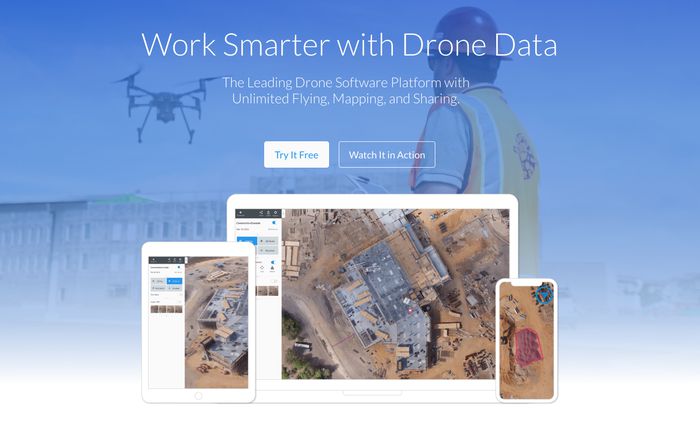 Work Smarter with Drone Data
The Leading Drone Software Platform with
Unlimited Flying, Mapping, and Sharing.
Try It Free
Watch It in Action